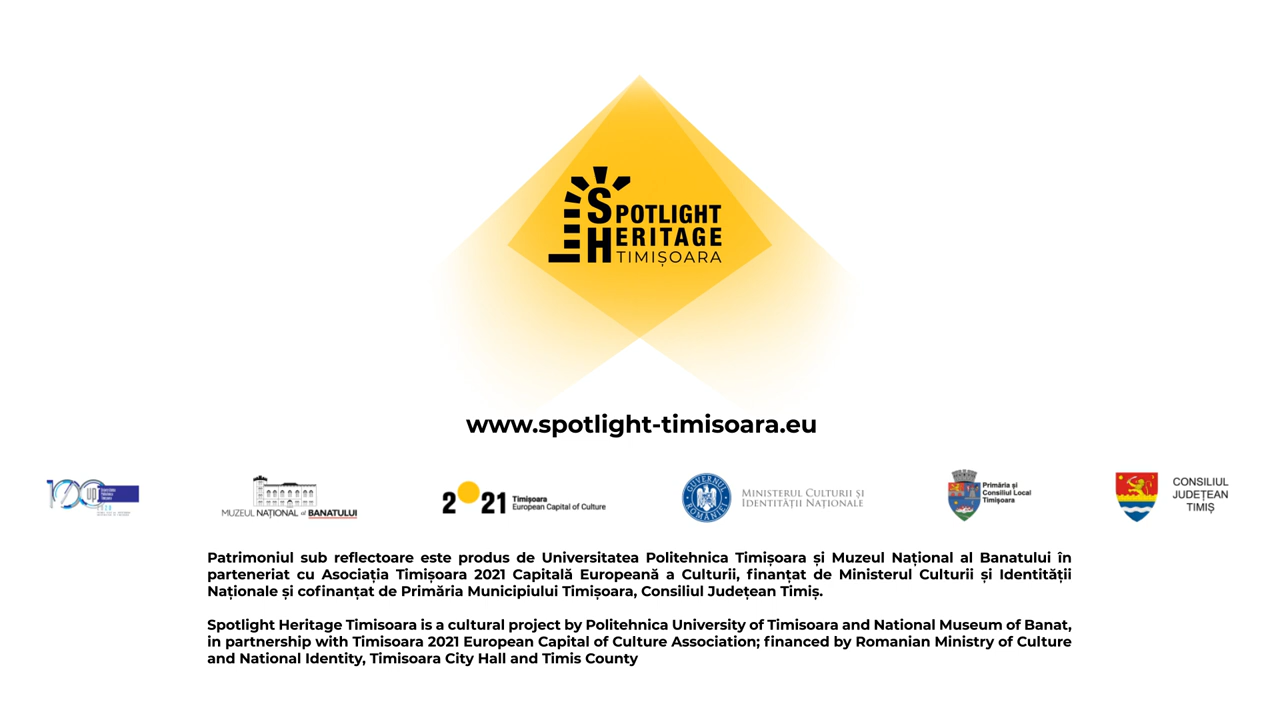 SPOTLIGHT
HERITAGE
TIMIȘOARA
www.spotlight-timisoara.eu
100 up
MUZEUL NAȚIONAL al BANATULUI
2021 Timișoara
European Capital of Culture
GUVERNUL ROMÂNIEI
MINISTERUL CULTURII ȘI
IDENTITĂȚII NAȚIONALE
Primăria și
Consiliul Local
Timișoara
CONSILIUL
JUDEȚEAN
TIMIȘ
Patrimoniul sub reflectoare este produs de Universitatea Politehnica Timișoara și Muzeul Național al Banatului în
parteneriat cu Asociația Timișoara 2021 Capitală Europeană a Culturii, finanțat de Ministerul Culturii și Identității
Naționale și cofinanțat de Primăria Municipiului Timișoara, Consiliul Județean Timiș.
Spotlight Heritage Timisoara is a cultural project by Politehnica University of Timisoara and National Museum of Banat,
in partnership with Timisoara 2021 European Capital of Culture Association; financed by Romanian Ministry of Culture
and National Identity, Timisoara City Hall and Timis County